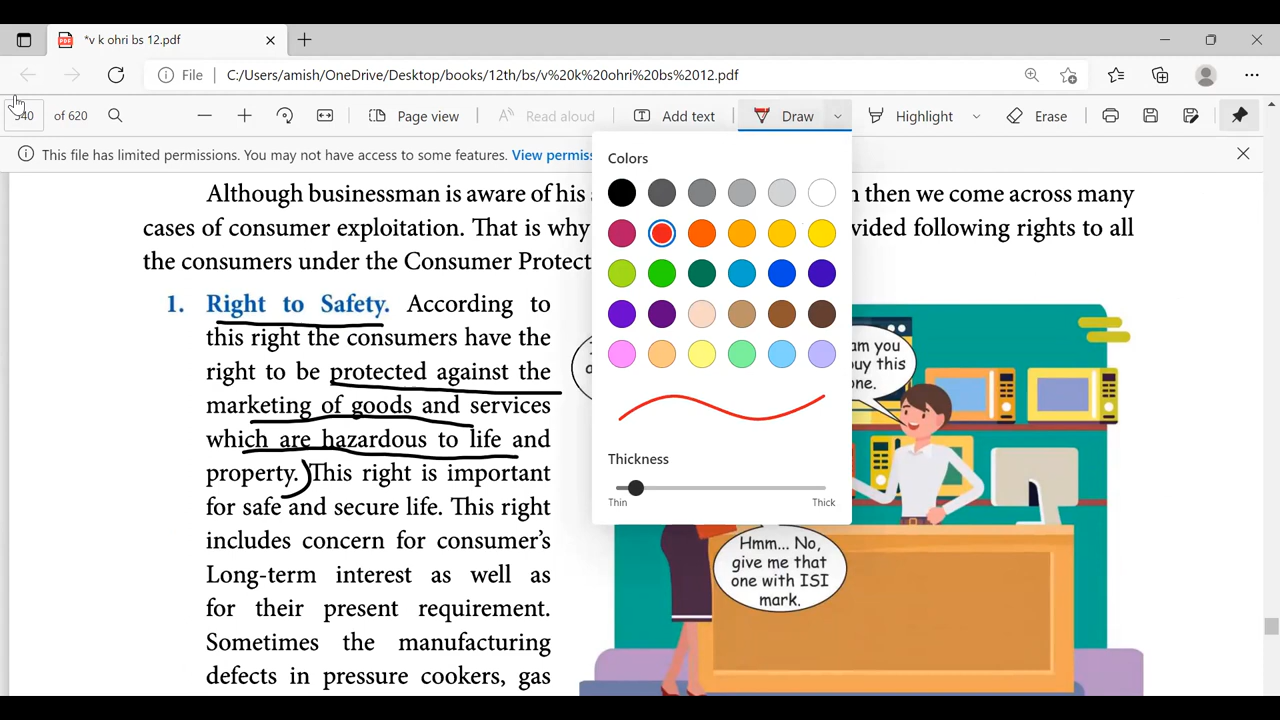 *v k ohri bs 12.pdf
File
C:/Users/amish/OneDrive/Desktop/books/12th/bs/v%20k%20ohri%20bs%2012.pdf
of 620
Page view
Read aloud
Add text
Draw
Highlight
Erase
This file has limited permissions. You may not have access to some features. View permiss
Colors
Thickness
Thin
Thick
Although businessman is aware of his
then we come across many
cases of consumer exploitation. That is why
vided following rights to all
the consumers under the Consumer Protect
1. Right to Safety. According to
this right the consumers have the
right to be protected against the
marketing of goods and services
which are hazardous to life and
property. This right is important
for safe and secure life. This right
includes concern for consumer's
Long-term interest as well as
for their present requirement.
Sometimes the manufacturing
defects in pressure cookers, gas
am you
buy this
one.
Hmm... No,
give me that
one with ISI
mark.